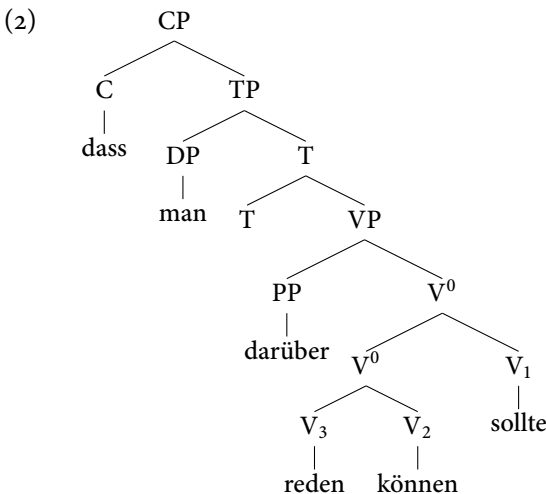 (2) CP
C TP
dass DP T
man T VP
PP V⁰
darüber V⁰ V₁
V₃ V₂ sollte
reden können